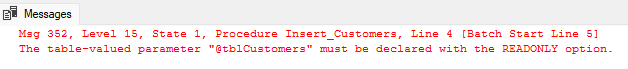 Messages
Msg 352, Level 15, State 1, Procedure Insert_Customers, Line 4 [Batch Start Line 5]
The table-valued parameter "@tblCustomers" must be declared with the READONLY option.